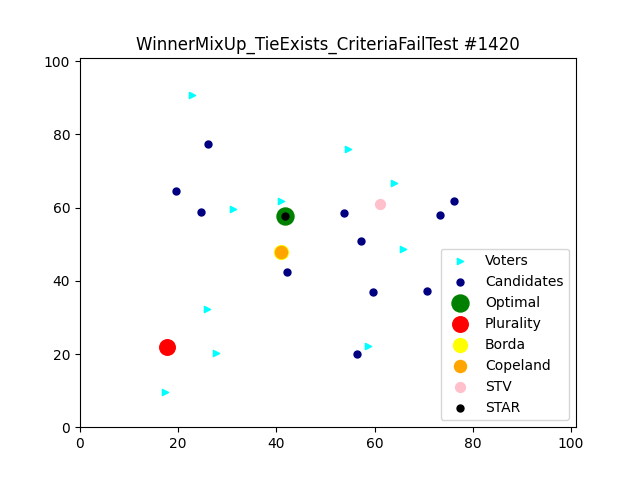 WinnerMixUp_TieExists_CriteriaFailTest #1420
100
80
60
40
20
0
0 20 40 60 80 100
Voters
Candidates
Optimal
Plurality
Borda
Copeland
STV
STAR